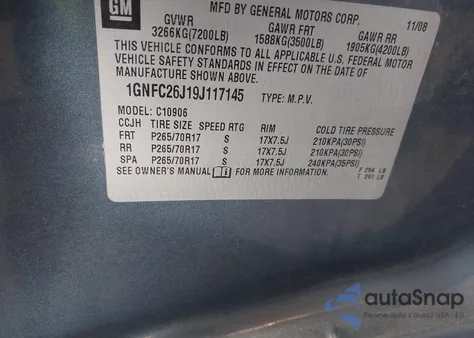 GM
MFD BY GENERAL MOTORS CORP. 11/08
GVWR GAWR FRT GAWR RR
3266KG(7200LB) 1588KG(3500LB) 1905KG(4200LB)
THIS VEHICLE CONFORMS TO ALL APPLICABLE U.S. FEDERAL MOTOR
VEHICLE SAFETY STANDARDS IN EFFECT ON THE DATE OF
MANUFACTURE SHOWN ABOVE.
1GNFC26J19J117145 TYPE: M.P.V.
MODEL: C10906
CCJH TIRE SIZE SPEED RTG RIM COLD TIRE PRESSURE
FRT P265/70R17 S 17X7.5J 210KPA(30PSI)
RR P265/70R17 S 17X7.5J 210KPA(30PSI)
SPA P265/70R17 S 17X7.5J 240KPA(35PSI)
SEE OWNER'S MANUAL FOR MORE INFORMATION. F 294 LB
T 261 LB
autoSnap